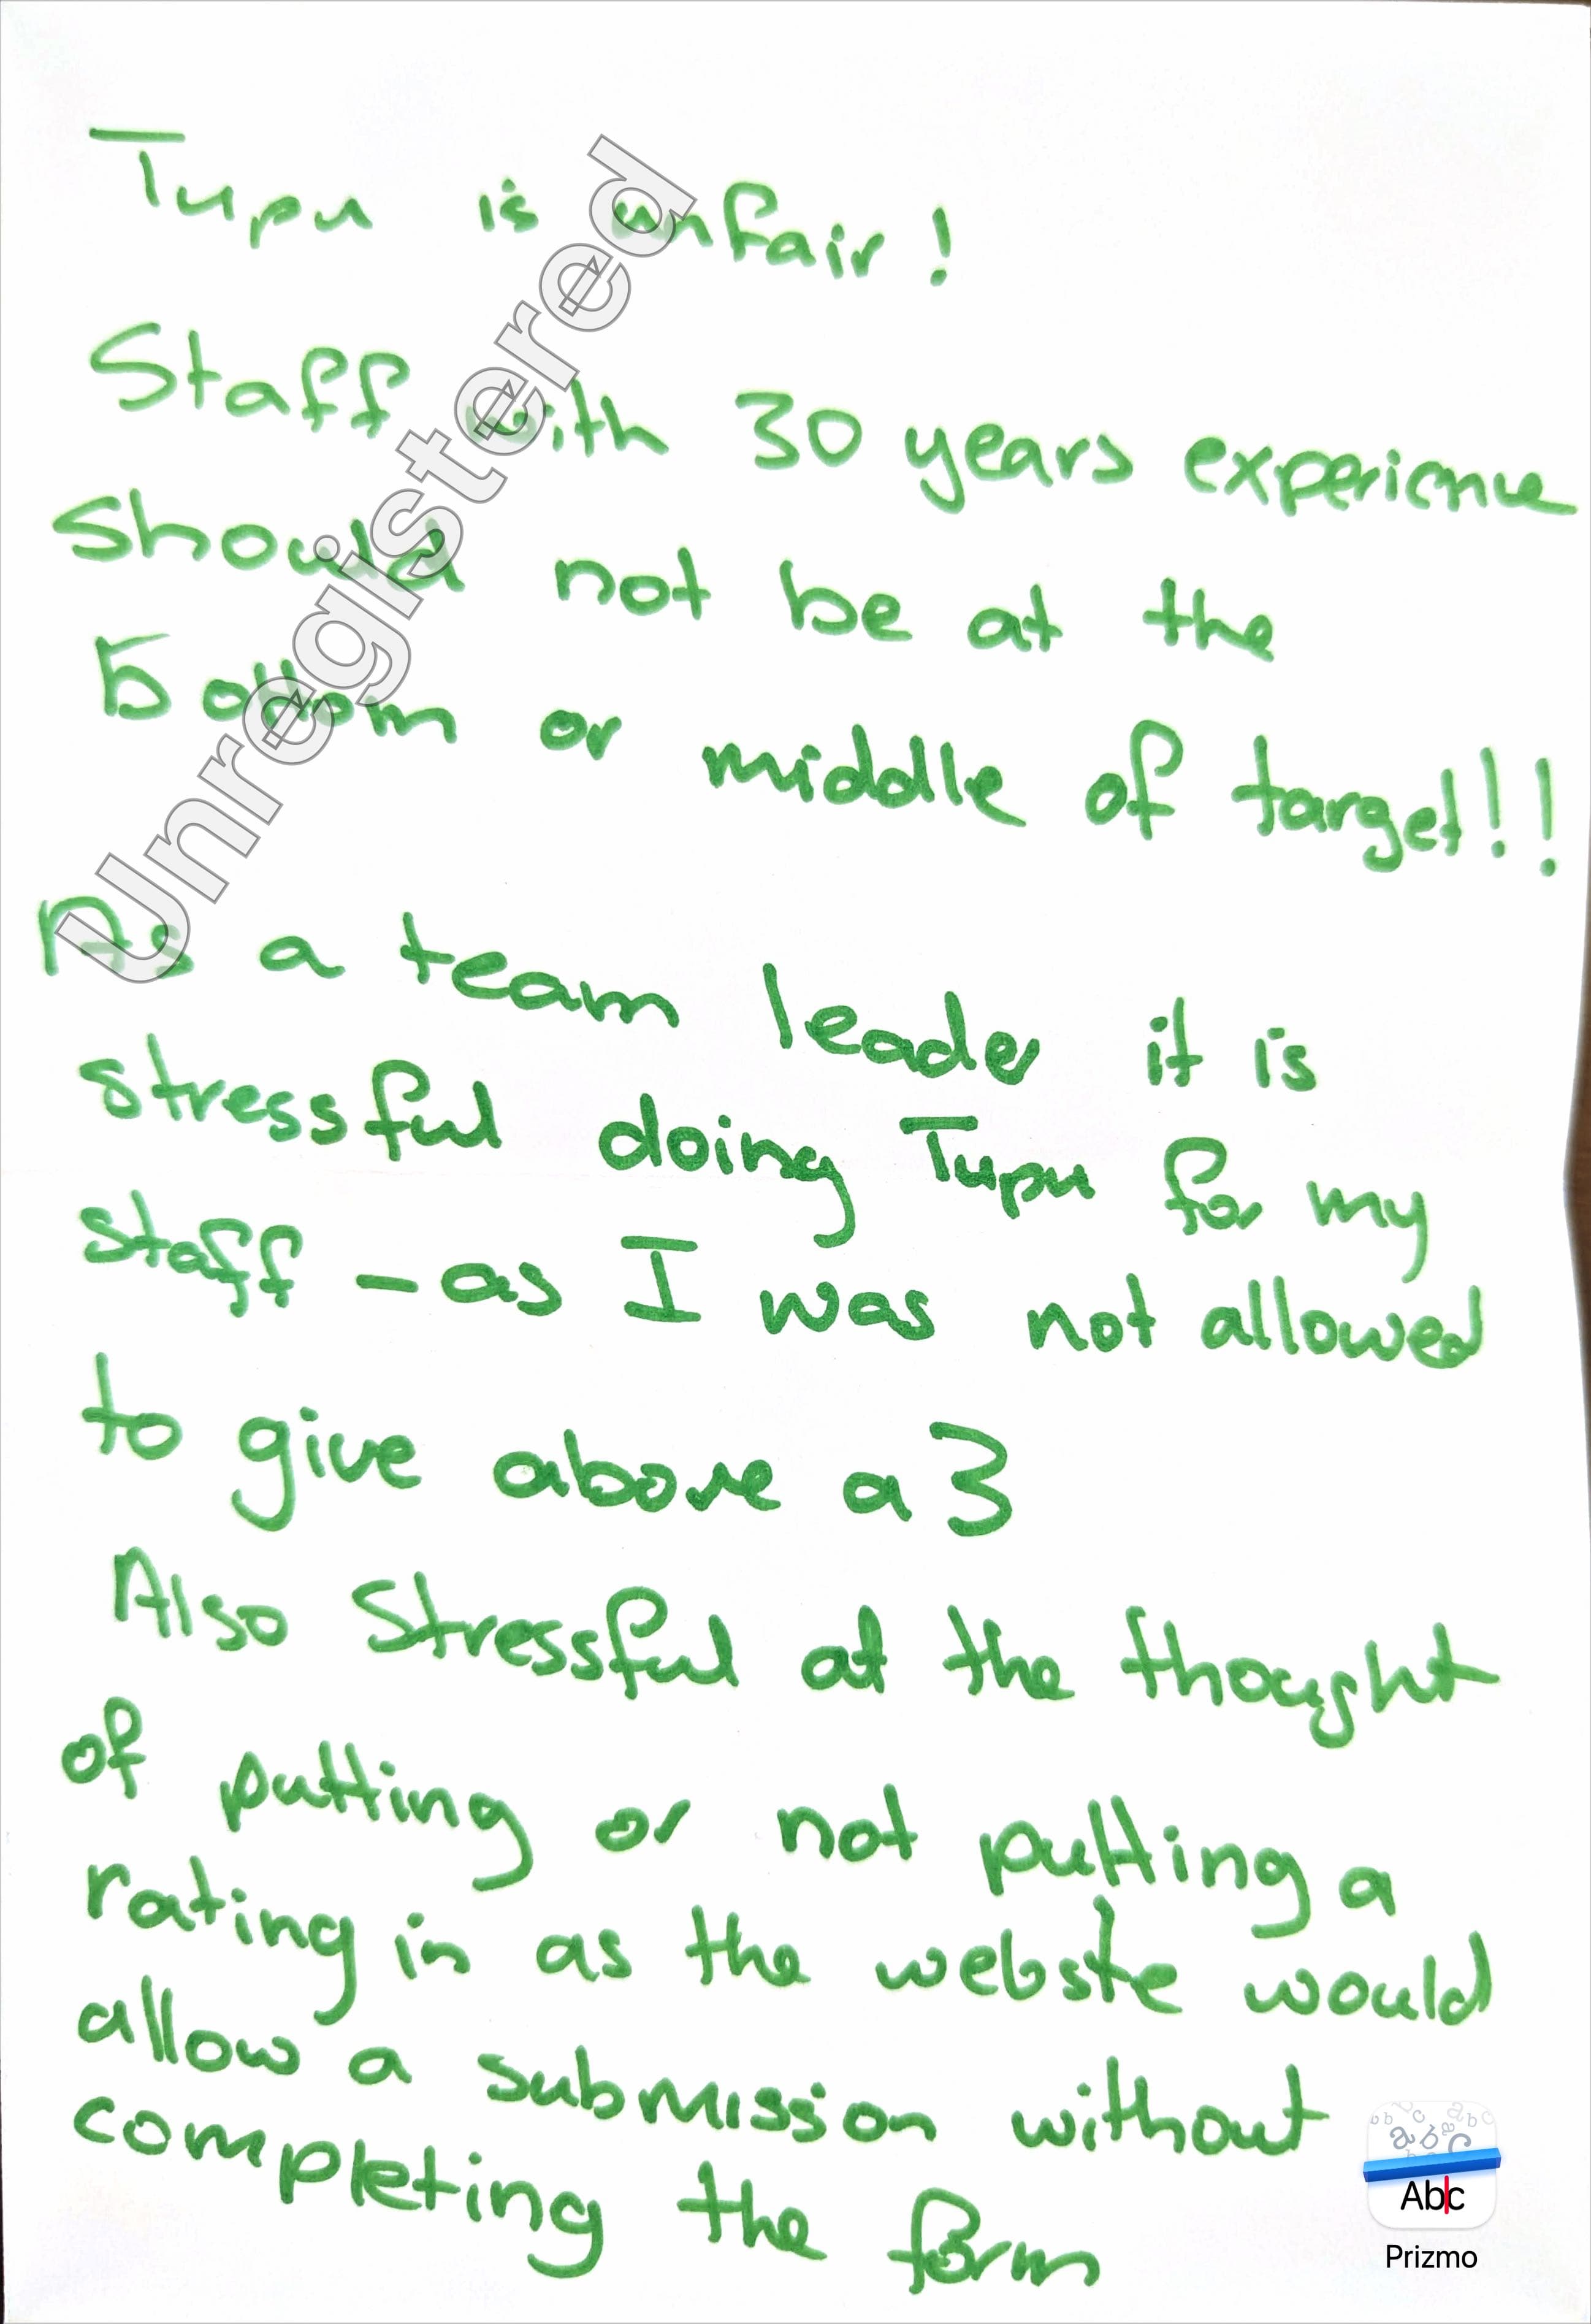 Tupu is unfair!
Staff with 30 years experience
should not be at the
Bottom or middle of target!!
As a team leader it is
stressful doing Tupu for my
staff - as I was not allowed
to give above a 3
Also stressful at the thought
of putting or not putting a
rating in as the website would
allow a submission without
completing the form
Unregistered
Abc
Prizmo